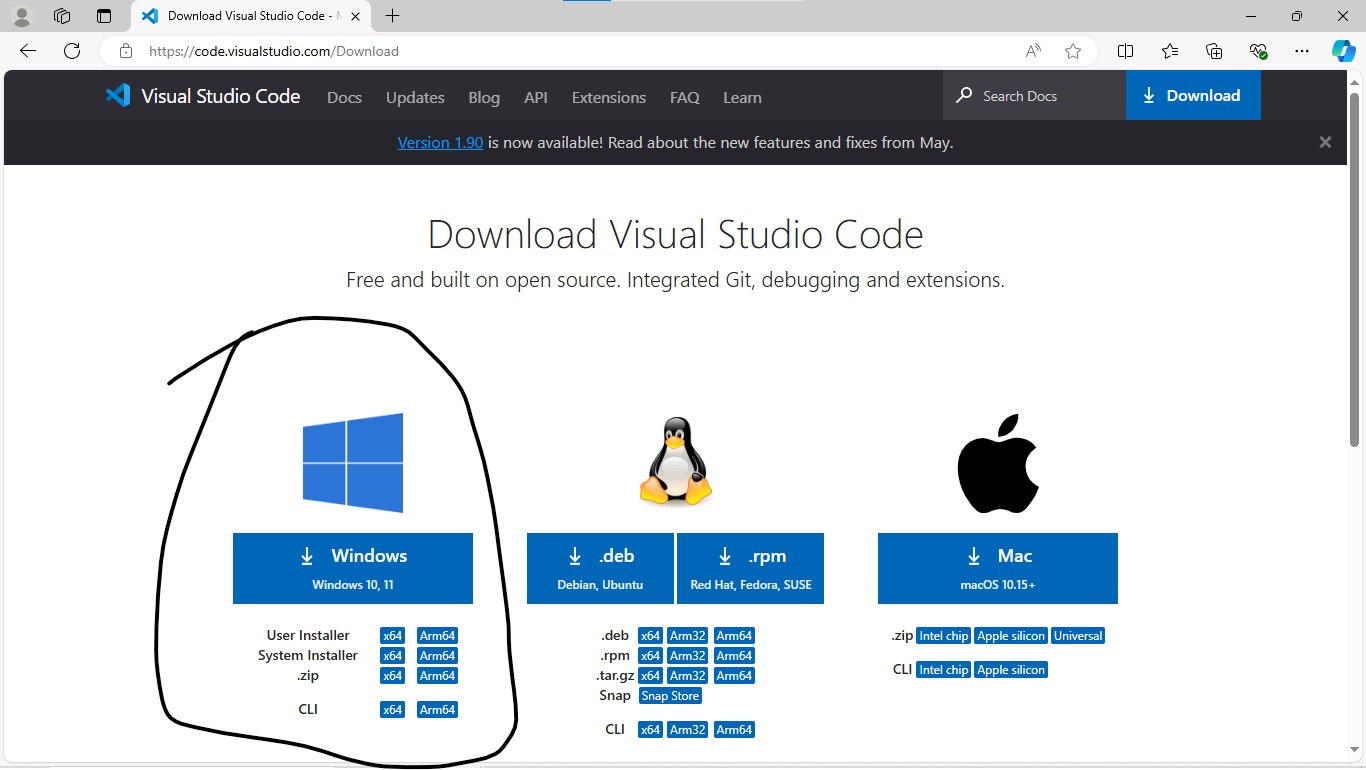 Download Visual Studio Code - M
https://code.visualstudio.com/Download
Visual Studio Code Docs Updates Blog API Extensions FAQ Learn Search Docs Download
Version 1.90 is now available! Read about the new features and fixes from May.
Download Visual Studio Code
Free and built on open source. Integrated Git, debugging and extensions.
Windows
Windows 10, 11
User Installer x64 Arm64
System Installer x64 Arm64
.zip x64 Arm64
CLI x64 Arm64
.deb
Debian, Ubuntu
.rpm
Red Hat, Fedora, SUSE
.deb x64 Arm32 Arm64
.rpm x64 Arm32 Arm64
.tar.gz x64 Arm32 Arm64
Snap Snap Store
CLI x64 Arm32 Arm64
Mac
macOS 10.15+
.zip Intel chip Apple silicon Universal
CLI Intel chip Apple silicon